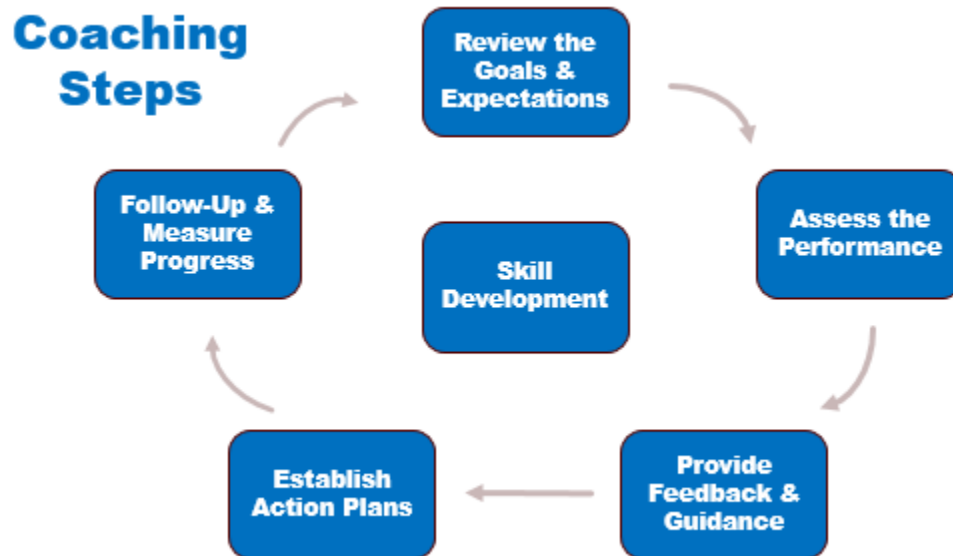 Coaching
Steps
Review the
Goals &
Expectations
Assess the
Performance
Provide
Feedback &
Guidance
Establish
Action Plans
Follow-Up &
Measure
Progress
Skill
Development